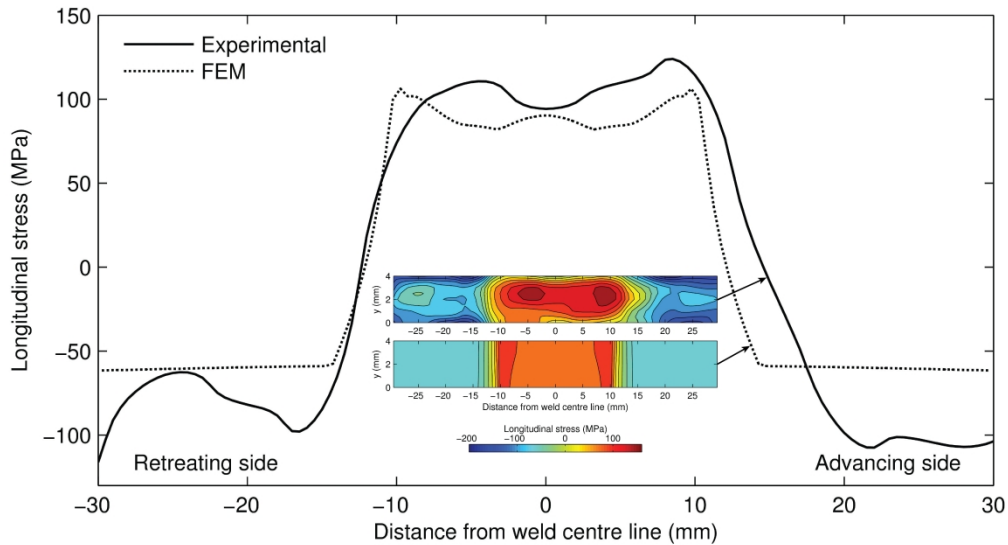 150
100
50
0
−50
−100
Longitudinal stress (MPa)
Experimental
FEM
4
2
0
y (mm)
−25 −20 −15 −10 −5 0 5 10 15 20 25
4
2
0
y (mm)
−25 −20 −15 −10 −5 0 5 10 15 20 25
Distance from weld centre line (mm)
Longitudinal stress (MPa)
−200 −100 0 100
Retreating side Advancing side
−30 −20 −10 0 10 20 30
Distance from weld centre line (mm)